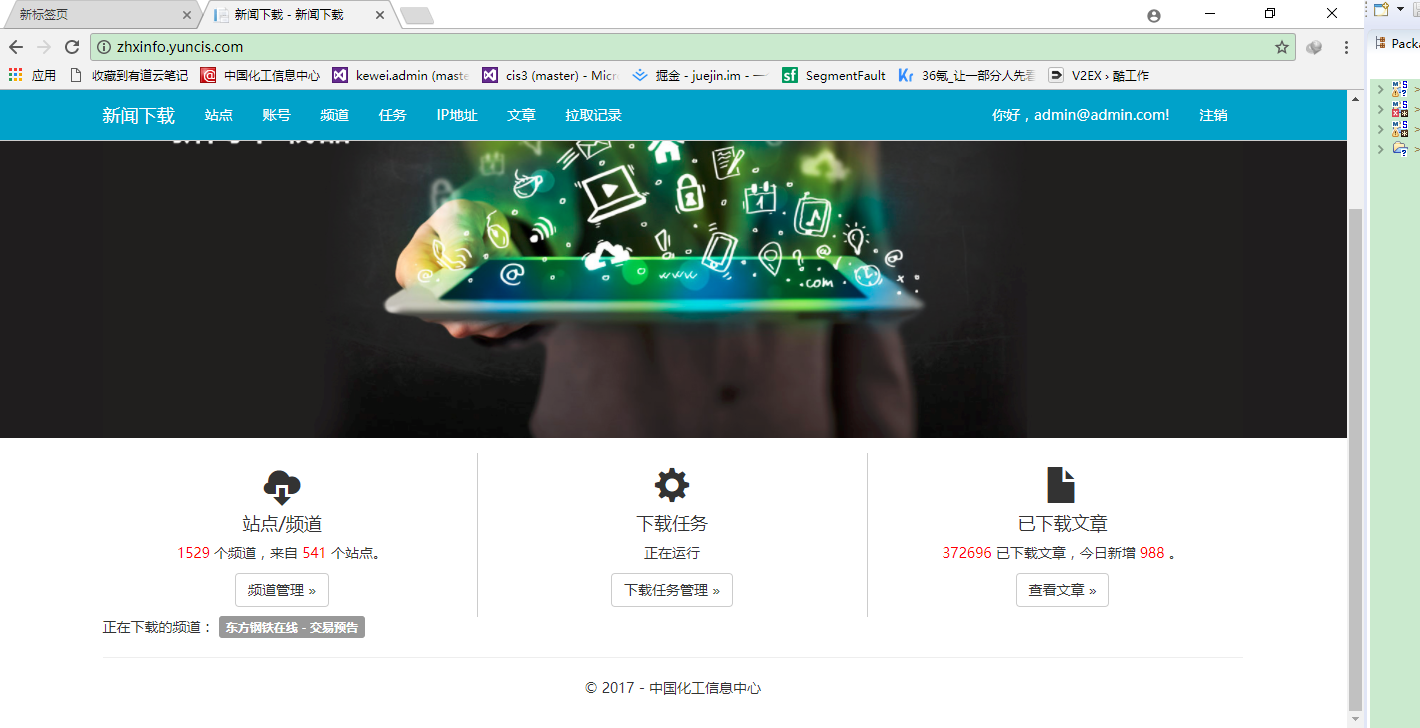 新标签页
新闻下载 - 新闻下载
zhxinfo.yuncis.com
应用 收藏到有道云笔记 中国化工信息中心 kewei.admin (maste cis3 (master) - Micr 掘金 - juejin.im - 一 SegmentFault 36氪_让一部分人先看 V2EX › 酷工作
Packa
新闻下载 站点 账号 频道 任务 IP地址 文章 拉取记录 你好，admin@admin.com! 注销
www
.com
站点/频道
1529 个频道，来自 541 个站点。
频道管理 »
下载任务
正在运行
下载任务管理 »
已下载文章
372696 已下载文章，今日新增 988 。
查看文章 »
正在下载的频道： 东方钢铁在线 - 交易预告
© 2017 - 中国化工信息中心